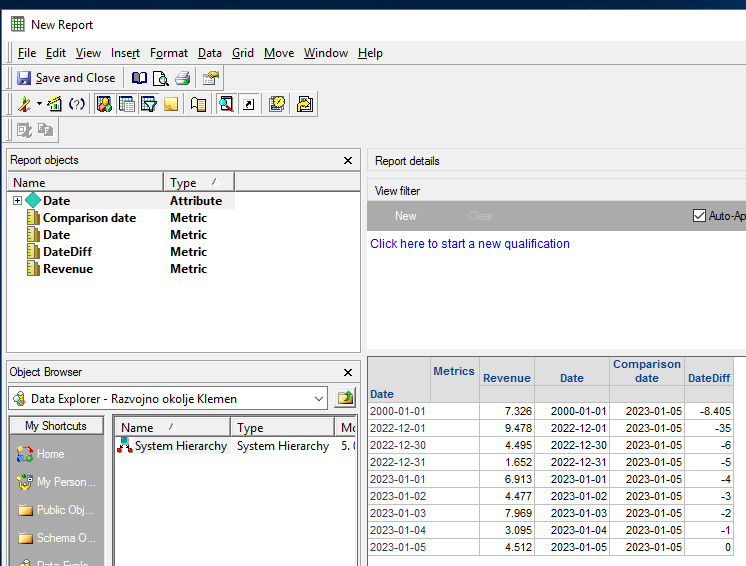 New Report
File Edit View Insert Format Data Grid Move Window Help
Save and Close
Report objects
Name Type
Date Attribute
Comparison date Metric
Date Metric
DateDiff Metric
Revenue Metric
Object Browser
Data Explorer - Razvojno okolje Klemen
My Shortcuts
Home
My Person...
Public Obj...
Schema O...
Data Explo...
Name Type Mo
System Hierarchy System Hierarchy 5.
Report details
View filter
New Clear Auto-Ap
Click here to start a new qualification
Date Metrics Revenue Date Comparison date DateDiff
2000-01-01 7.326 2000-01-01 2023-01-05 -8.405
2022-12-01 9.478 2022-12-01 2023-01-05 -35
2022-12-30 4.495 2022-12-30 2023-01-05 -6
2022-12-31 1.652 2022-12-31 2023-01-05 -5
2023-01-01 6.913 2023-01-01 2023-01-05 -4
2023-01-02 4.477 2023-01-02 2023-01-05 -3
2023-01-03 7.969 2023-01-03 2023-01-05 -2
2023-01-04 3.095 2023-01-04 2023-01-05 -1
2023-01-05 4.512 2023-01-05 2023-01-05 0